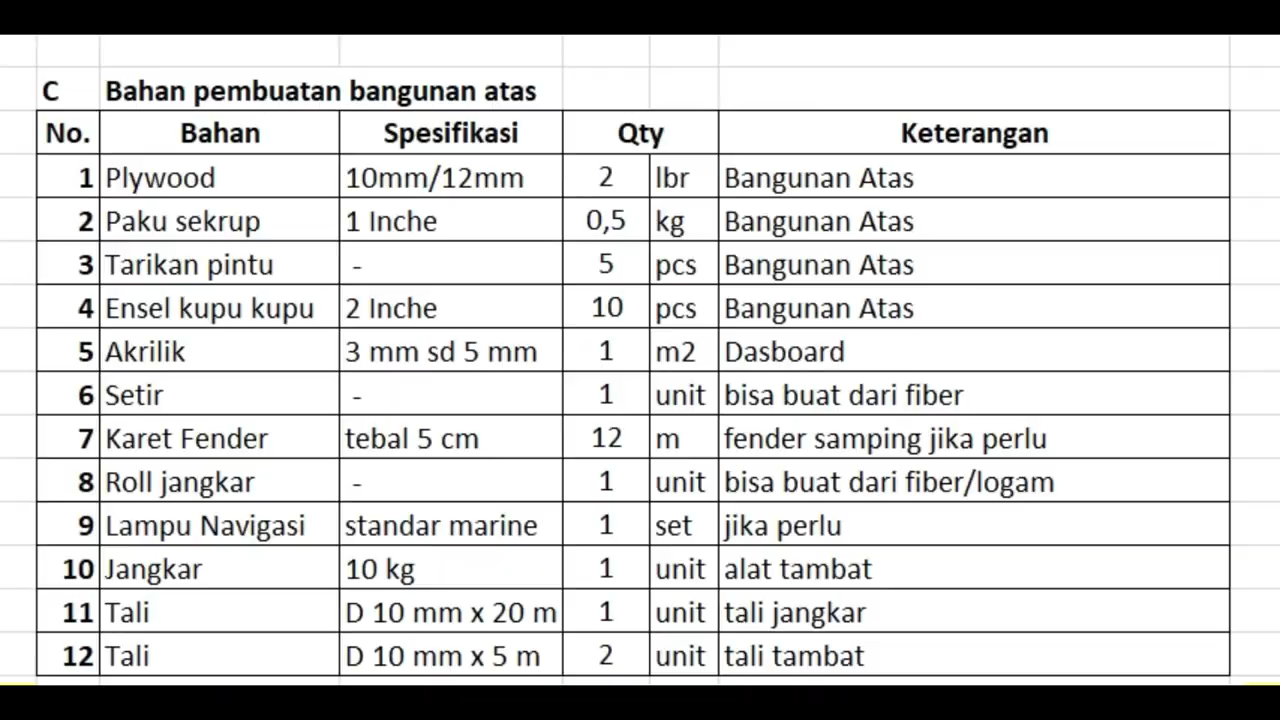 C Bahan pembuatan bangunan atas
No. Bahan Spesifikasi Qty Keterangan
1 Plywood 10mm/12mm 2 lbr Bangunan Atas
2 Paku sekrup 1 Inche 0,5 kg Bangunan Atas
3 Tarikan pintu - 5 pcs Bangunan Atas
4 Ensel kupu kupu 2 Inche 10 pcs Bangunan Atas
5 Akrilik 3 mm sd 5 mm 1 m2 Dasboard
6 Setir - 1 unit bisa buat dari fiber
7 Karet Fender tebal 5 cm 12 m fender samping jika perlu
8 Roll jangkar - 1 unit bisa buat dari fiber/logam
9 Lampu Navigasi standar marine 1 set jika perlu
10 Jangkar 10 kg 1 unit alat tambat
11 Tali D 10 mm x 20 m 1 unit tali jangkar
12 Tali D 10 mm x 5 m 2 unit tali tambat